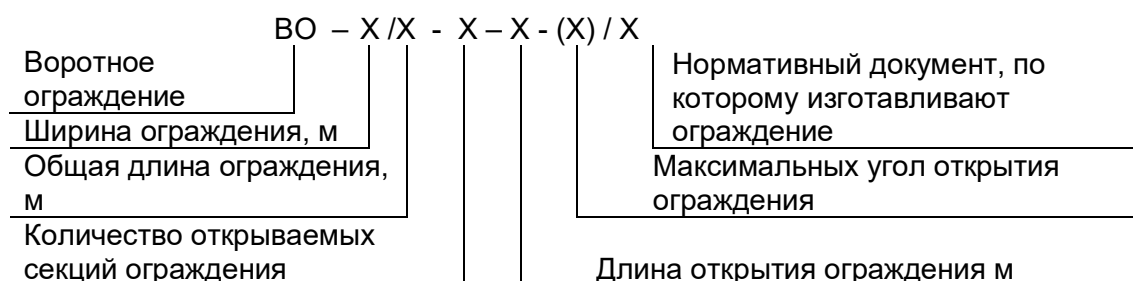 ВО – Х /Х - Х – Х - (Х) / Х
Воротное
ограждение
Ширина ограждения, м
Общая длина ограждения,
м
Количество открываемых
секций ограждения
Нормативный документ, по
которому изготавливают
ограждение
Максимальных угол открытия
ограждения
Длина открытия ограждения м